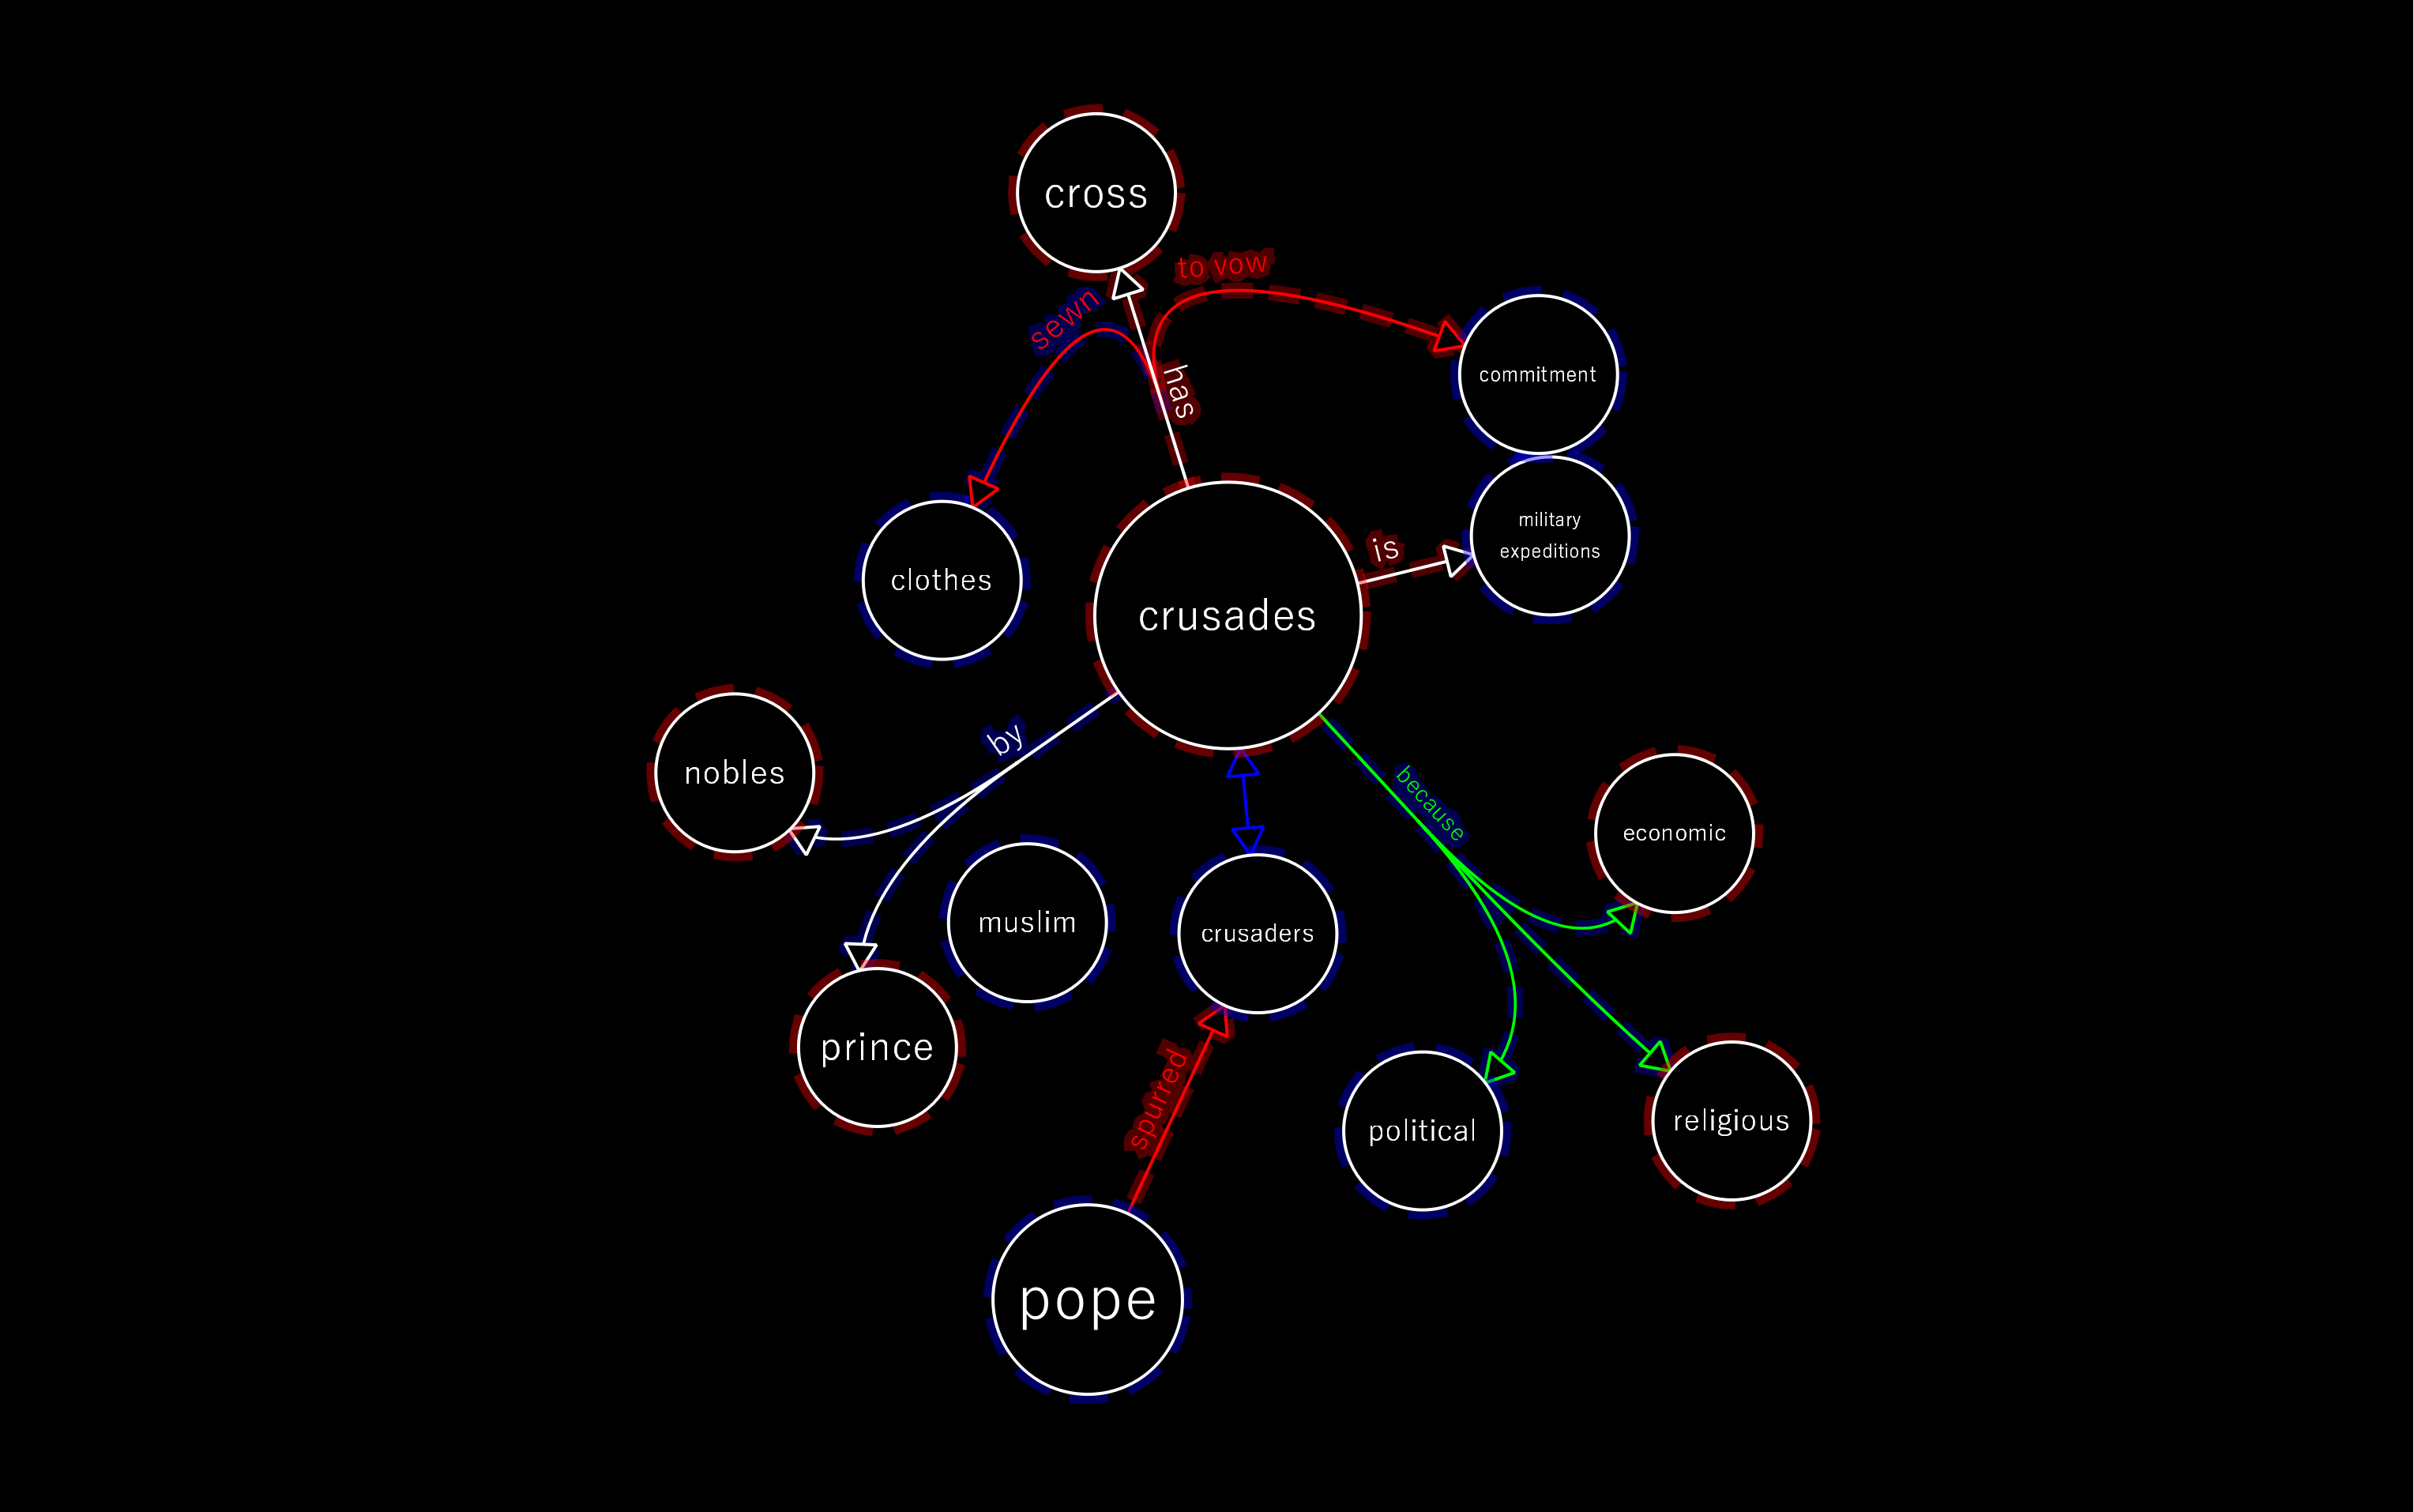 cross
to vow
sewn
has
commitment
military
expeditions
is
clothes
crusades
by
nobles
because
economic
muslim
crusaders
prince
spurred
political
religious
pope